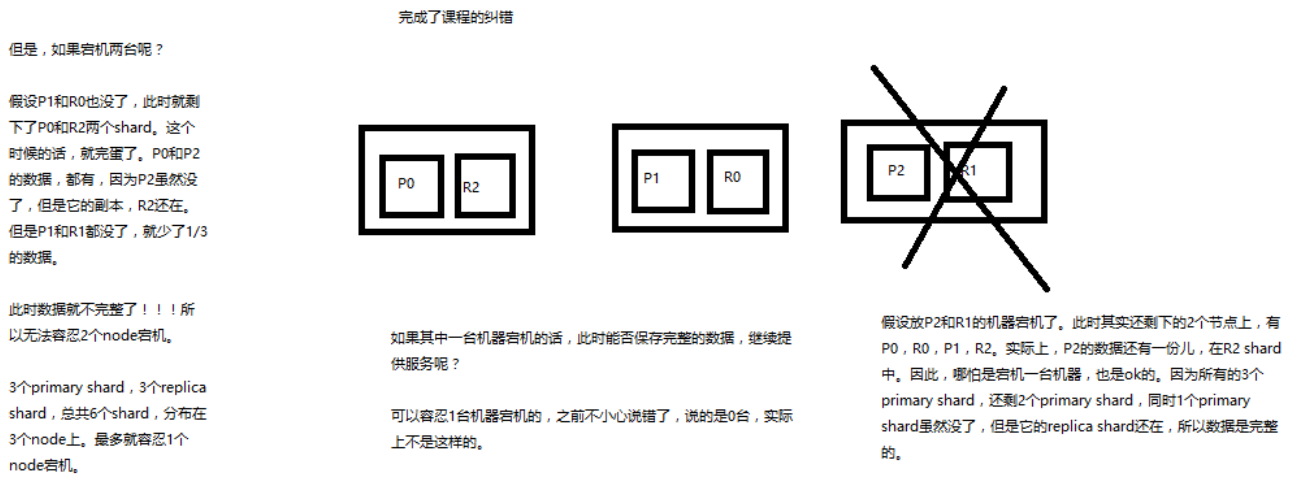 完成了课程的纠错
但是，如果宕机两台呢？
假设P1和R0也没了，此时就剩
下了P0和R2两个shard。这个
时候的话，就完蛋了。P0和P2
的数据，都有，因为P2虽然没
了，但是它的副本，R2还在。
但是P1和R1都没了，就少了1/3
的数据。
此时数据就不完整了！！！所
以无法容忍2个node宕机。
3个primary shard，3个replica
shard，总共6个shard，分布在
3个node上。最多就容忍1个
node宕机。
P0
R2
P1
R0
P2
R1
如果其中一台机器宕机的话，此时能否保存完整的数据，继续提
供服务呢？
可以容忍1台机器宕机的，之前不小心说错了，说的是0台，实际
上不是这样的。
假设放P2和R1的机器宕机了。此时其实还剩下的2个节点上，有
P0，R0，P1，R2。实际上，P2的数据还有一份儿，在R2 shard
中。因此，哪怕是宕机一台机器，也是ok的。因为所有的3个
primary shard，还剩2个primary shard，同时1个primary
shard虽然没了，但是它的replica shard还在，所以数据是完整
的。